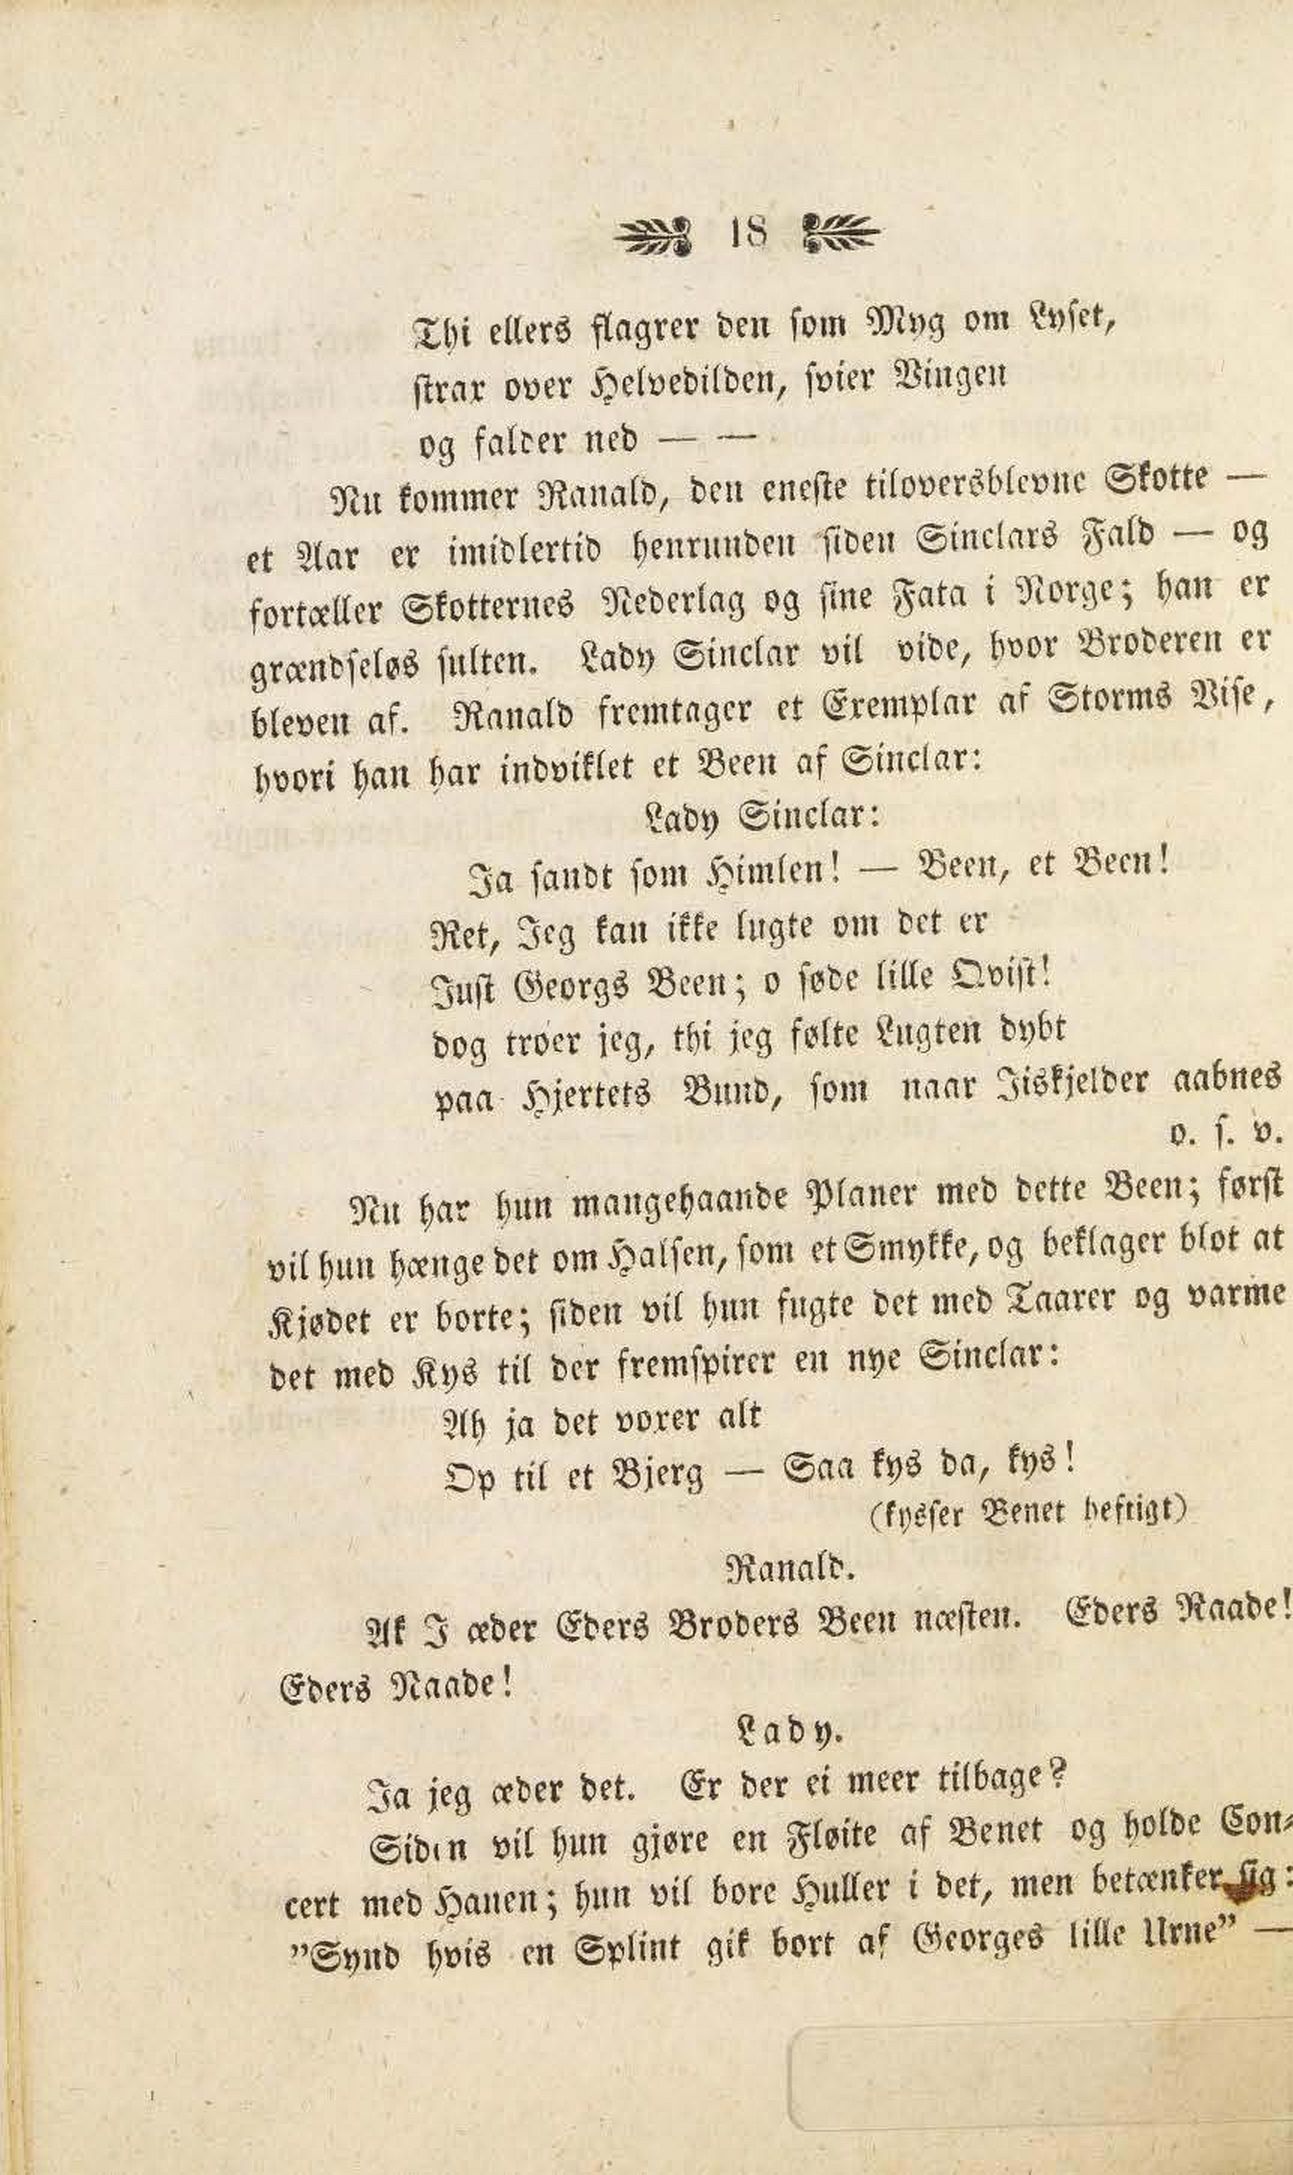 18
Thi ellers flagrer den som Myg om Lyset,
strax over Helvedilden, svier Vingen
og falder ned — —
Nu kommer Ranald, den eneste tiloversblevne Skotte —
et Aar er imidlertid henrunden siden Sinclars Fald — og
fortæller Skotternes Nederlag og sine Fata i Norge; han er
grændseløs sulten. Lady Sinclar vil vide, hvor Broderen er
bleven af. Ranald fremtager et Exemplar af Storms Vise,
hvori han har indviklet et Been af Sinclar:
Lady Sinclar:
Ja sandt som Himlen! — Been, et Been!
Ret, Jeg kan ikke lugte om det er
Just Georgs Been; o søde lille Qvist!
dog troer jeg, thi jeg følte Lugten dybt
paa Hjertets Bund, som naar Iiskjelder aabnes
o. s. v.
Nu har hun mangehaande Planer med dette Been; først
vil hun hænge det om Halsen, som et Smykke, og beklager blot at
Kjødet er borte; siden vil hun fugte det med Taarer og varme
det med Kys til der fremspirer en nye Sinclar:
Ah ja det voxer alt
Op til et Bjerg — Saa kys da, kys!
(kysser Benet heftigt)
Ranald.
Ak I æder Eders Broders Been næsten. Eders Naade!
Eders Naade!
Lady.
Ja jeg æder det. Er der ei meer tilbage?
Siden vil hun gjøre en Fløite af Benet og holde Con-
cert med Hanen; hun vil bore Huller i det, men betænker sig:
"Synd hvis en Splint gik bort af Georges lille Urne" —